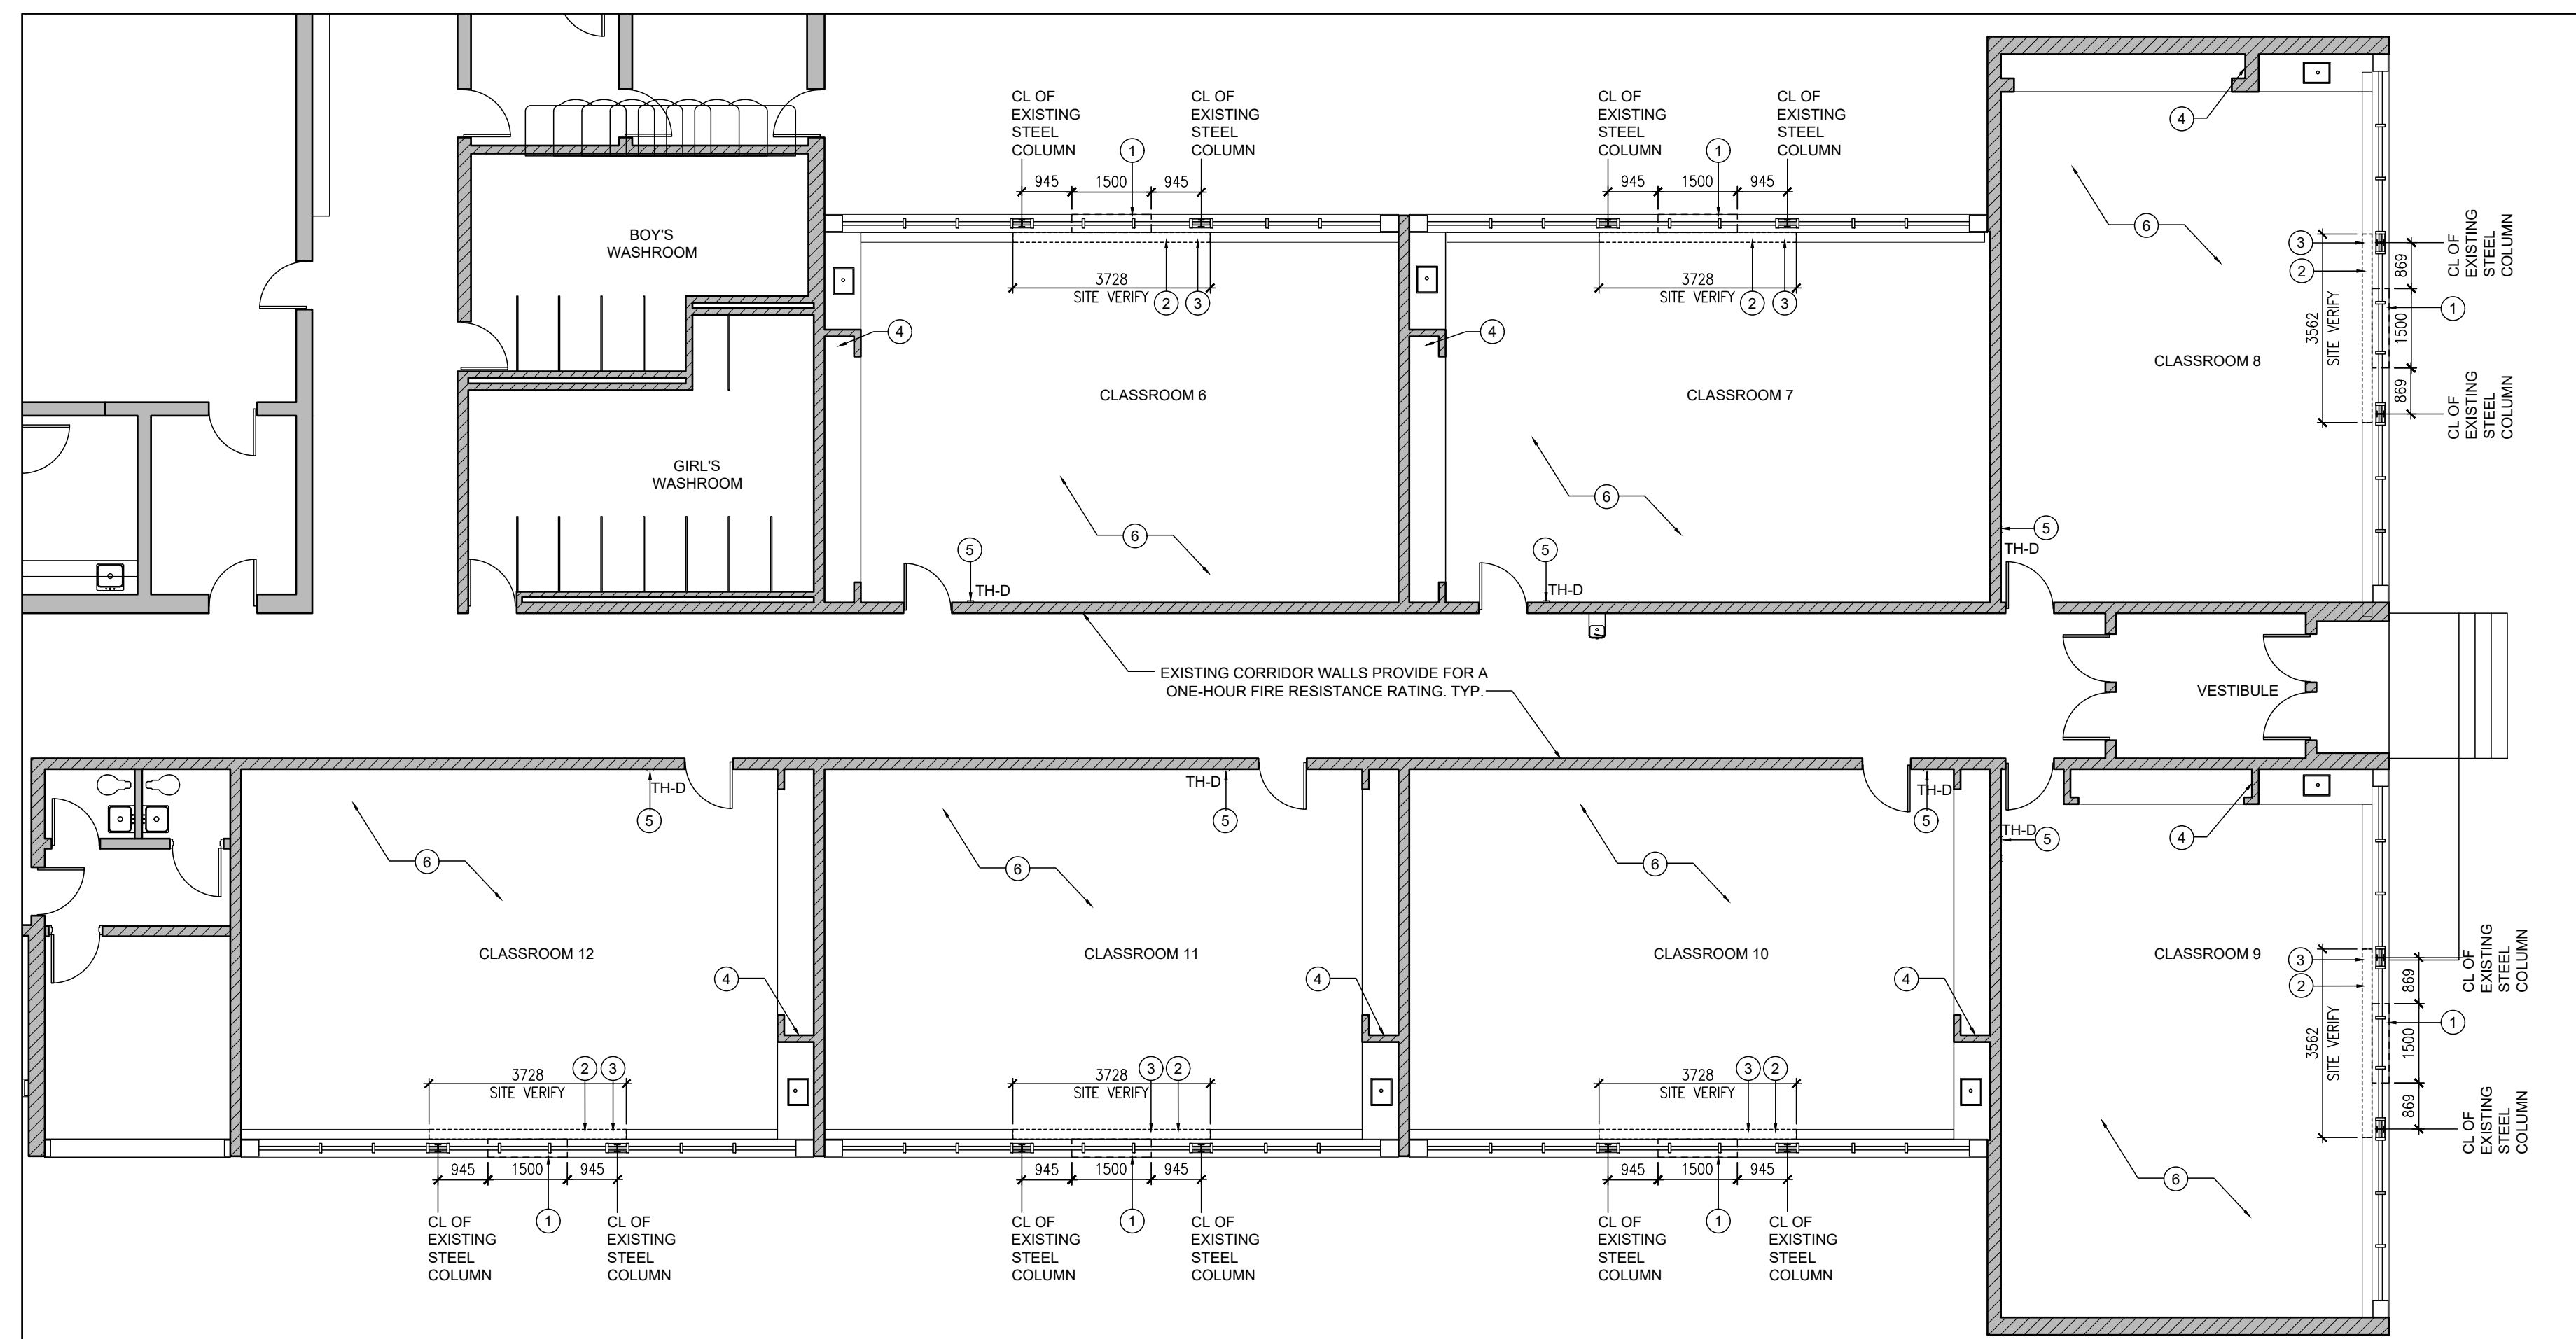 CL OF
EXISTING
STEEL
COLUMN
CL OF
EXISTING
STEEL
COLUMN
1
945
1500
945
CL OF
EXISTING
STEEL
COLUMN
CL OF
EXISTING
STEEL
COLUMN
1
945
1500
945
4
6
BOY'S
WASHROOM
3728
SITE VERIFY
2
3
4
3728
SITE VERIFY
2
3
4
3
2
3562
SITE VERIFY
869
1500
869
1
CL OF
EXISTING
STEEL
COLUMN
CL OF
EXISTING
STEEL
COLUMN
CLASSROOM 6
CLASSROOM 7
CLASSROOM 8
GIRL'S
WASHROOM
6
6
5
TH-D
5
TH-D
5
TH-D
EXISTING CORRIDOR WALLS PROVIDE FOR A
ONE-HOUR FIRE RESISTANCE RATING. TYP.
VESTIBULE
TH-D
5
TH-D
5
TH-D
5
TH-D
5
4
6
6
6
CLASSROOM 12
CLASSROOM 11
CLASSROOM 10
CLASSROOM 9
4
4
4
3
2
3562
SITE VERIFY
869
1500
869
1
CL OF
EXISTING
STEEL
COLUMN
CL OF
EXISTING
STEEL
COLUMN
3728
SITE VERIFY
2
3
3728
SITE VERIFY
3
2
3728
SITE VERIFY
3
2
6
945
1500
945
945
1500
945
945
1500
945
CL OF
EXISTING
STEEL
COLUMN
1
CL OF
EXISTING
STEEL
COLUMN
CL OF
EXISTING
STEEL
COLUMN
1
CL OF
EXISTING
STEEL
COLUMN
CL OF
EXISTING
STEEL
COLUMN
1
CL OF
EXISTING
STEEL
COLUMN